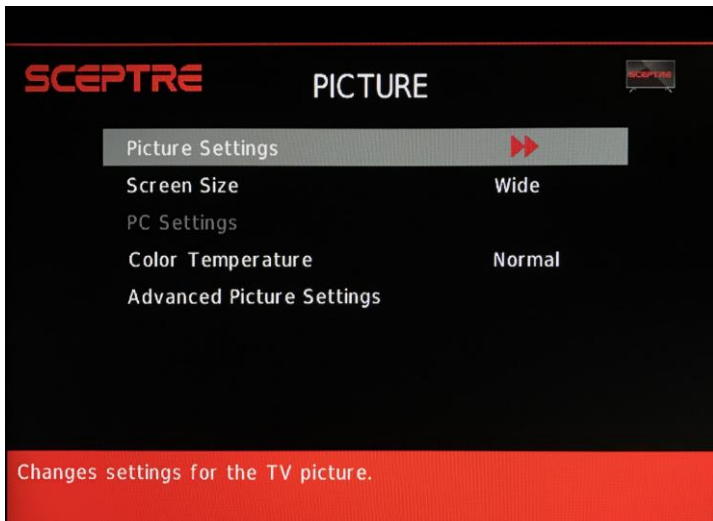 SCEPTRE
PICTURE
SCEPTRE
Picture Settings
Screen Size Wide
PC Settings
Color Temperature Normal
Advanced Picture Settings
Changes settings for the TV picture.